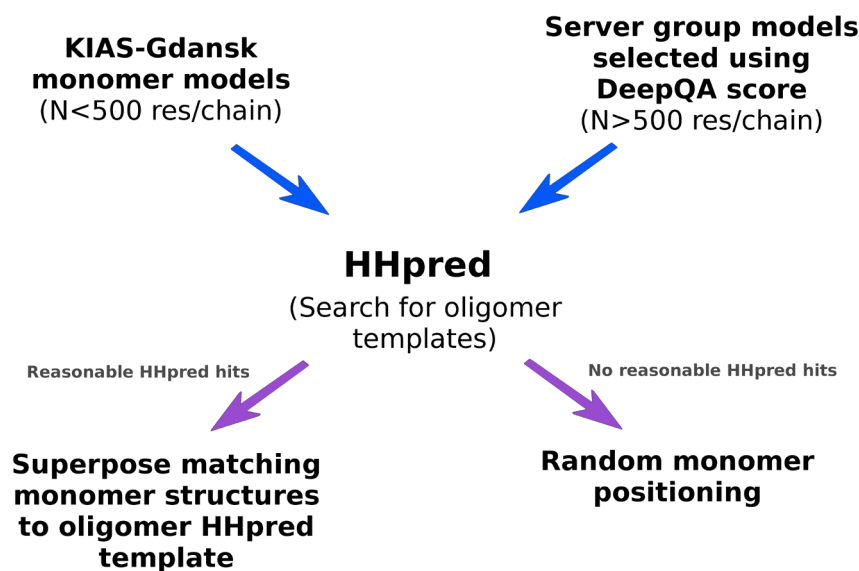 KIAS-Gdansk
monomer models
(N<500 res/chain)
Server group models
selected using
DeepQA score
(N>500 res/chain)
HHpred
(Search for oligomer
templates)
Reasonable HHpred hits
No reasonable HHpred hits
Superpose matching
monomer structures
to oligomer HHpred
template
Random monomer
positioning